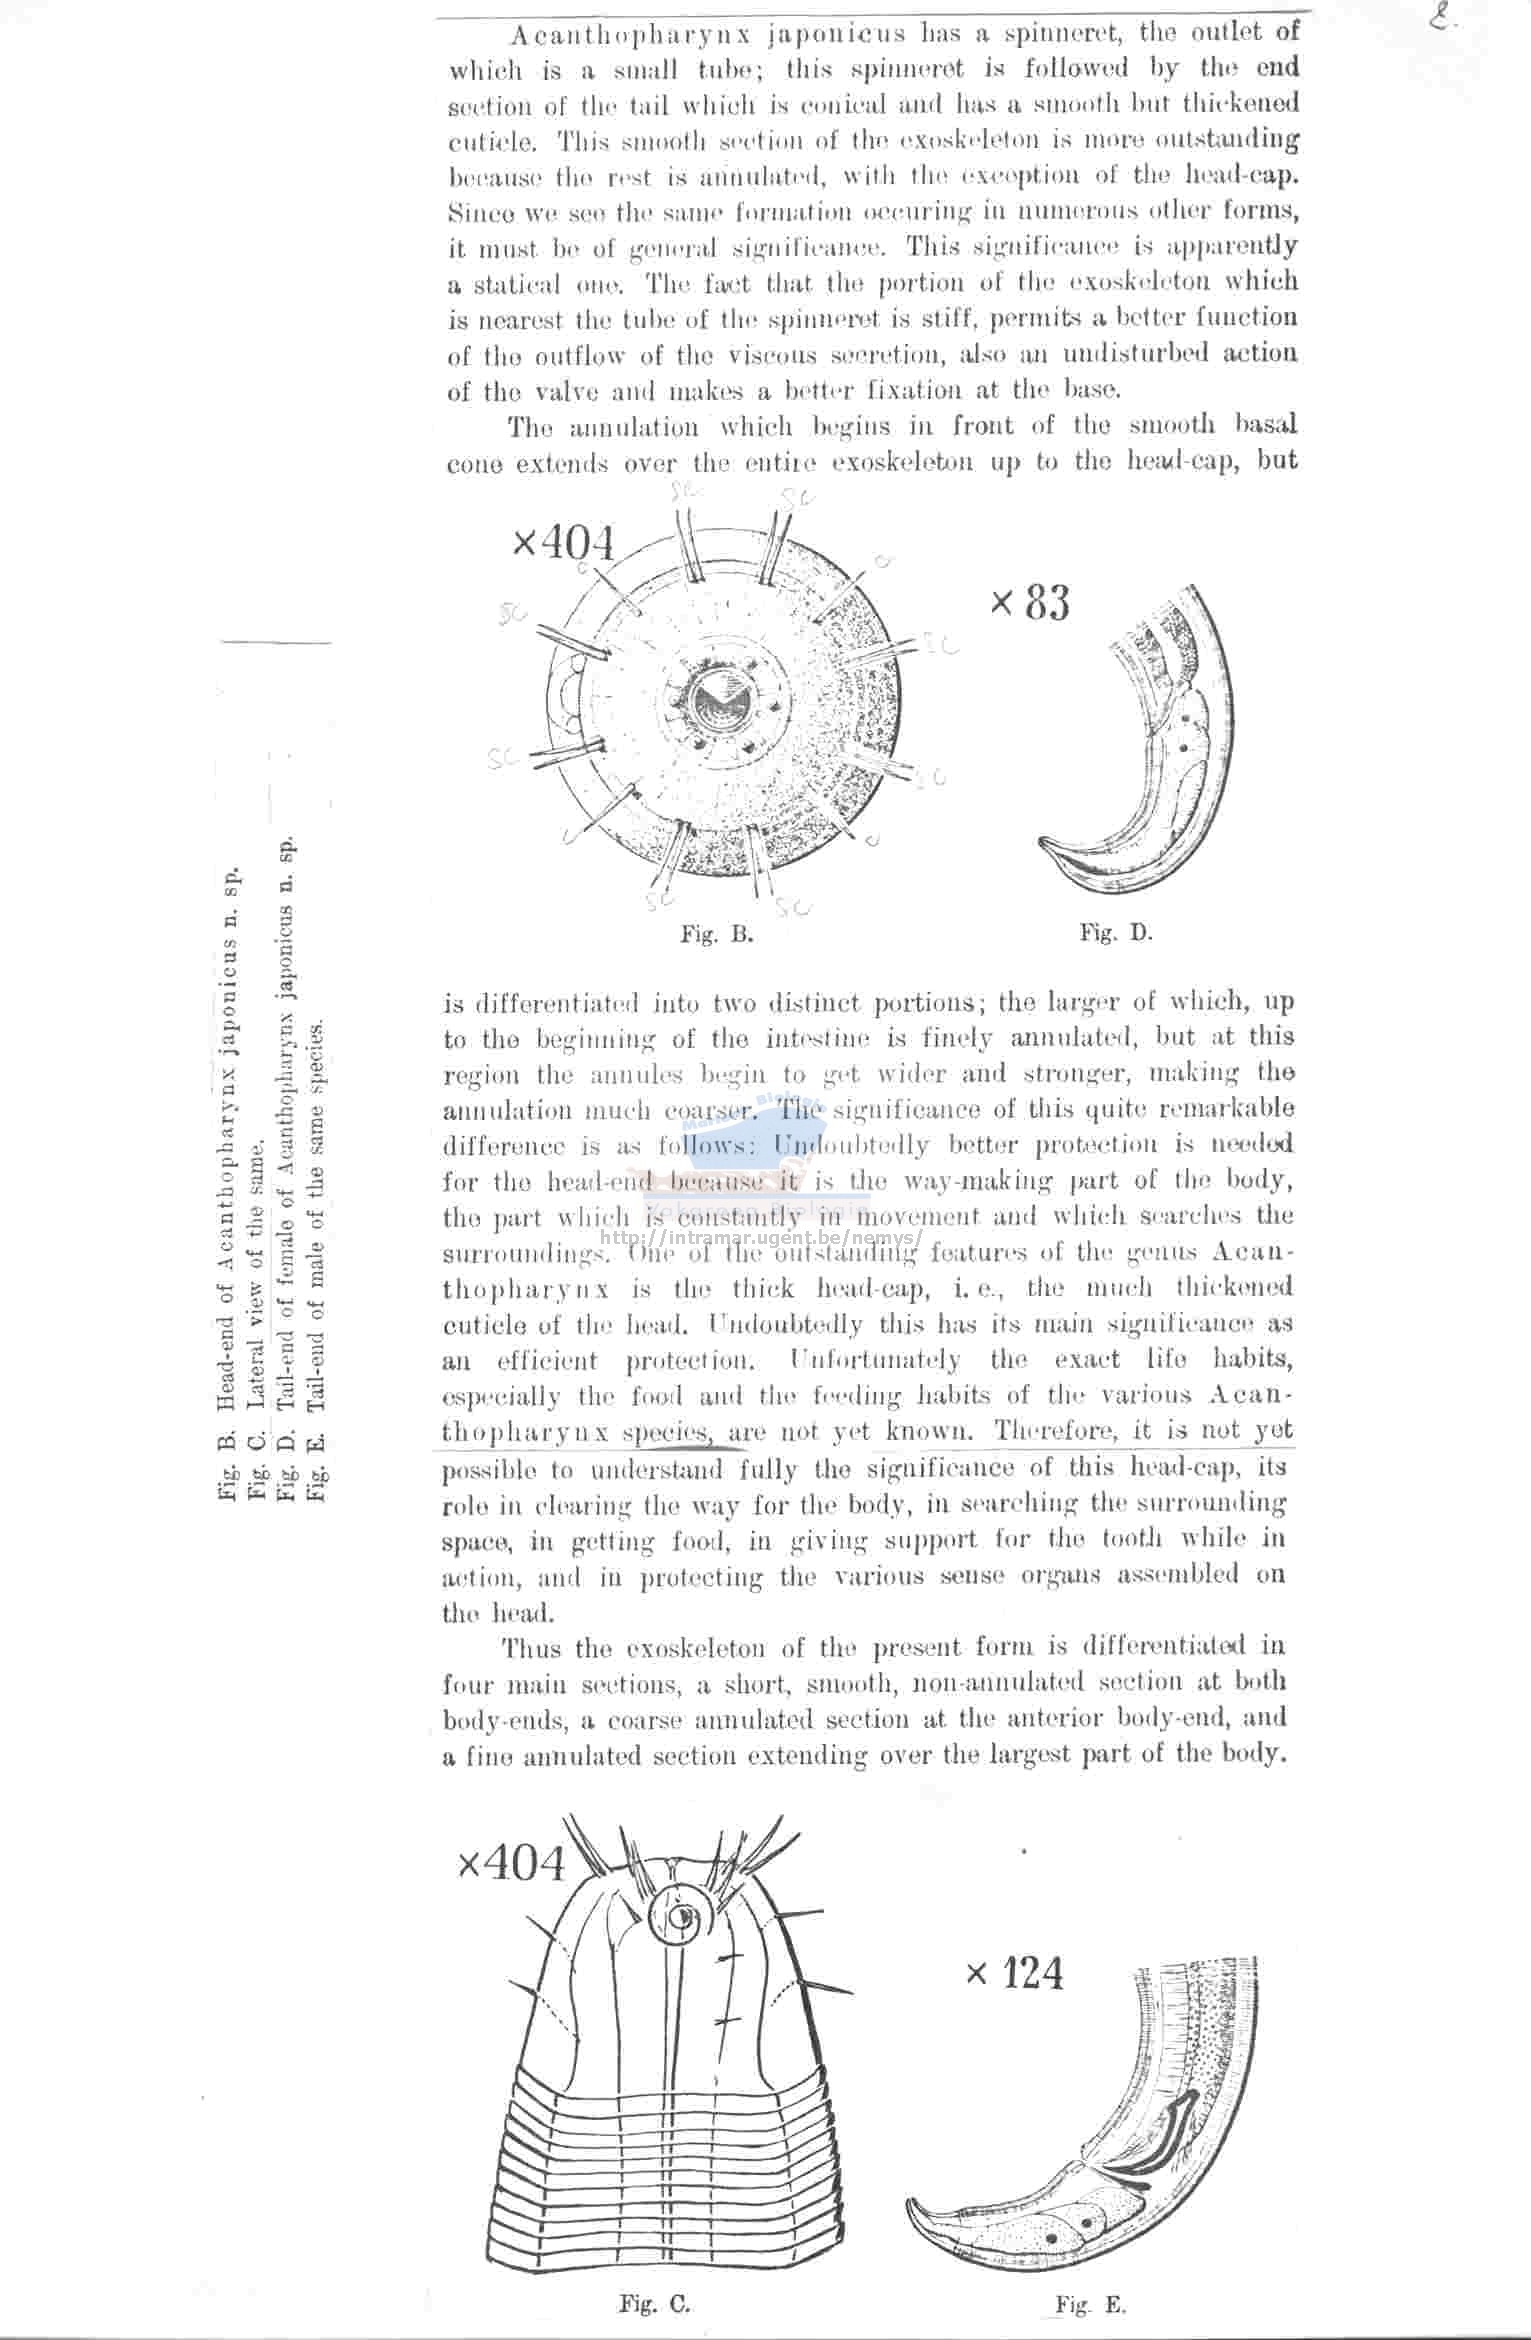 8.
Acanthopharynx japonicus has a spinneret, the outlet of
which is a small tube; this spinneret is followed by the end
section of the tail which is conical and has a smooth but thickened
cuticle. This smooth section of the exoskeleton is more outstanding
because the rest is annulated, with the exception of the head-cap.
Since we see the same formation occuring in numerous other forms,
it must be of general significance. This significance is apparently
a statical one. The fact that the portion of the exoskeleton which
is nearest the tube of the spinneret is stiff, permits a better function
of the outflow of the viscous secretion, also an undisturbed action
of the valve and makes a better fixation at the base.
The annulation which begins in front of the smooth basal
cone extends over the entire exoskeleton up to the head-cap, but
SC
SC
×404
c
c
× 83
SC
SC
SC
SC
c
c
SC
SC
Fig. B.
Fig. D.
Fig. B. Head-end of Acanthopharynx japonicus n. sp.
Fig. C. Lateral view of the same.
Fig. D. Tail-end of female of Acanthopharynx japonicus n. sp.
Fig. E. Tail-end of male of the same species.
is differentiated into two distinct portions; the larger of which, up
to the beginning of the intestine is finely annulated, but at this
region the annules begin to get wider and stronger, making the
annulation much coarser. The significance of this quite remarkable
difference is as follows: Undoubtedly better protection is needed
for the head-end because it is the way-making part of the body,
the part which is constantly in movement and which searches the
surroundings. One of the outstanding features of the genus Acan-
thopharynx is the thick head-cap, i. e., the much thickened
cuticle of the head. Undoubtedly this has its main significance as
an efficient protection. Unfortunately the exact life habits,
especially the food and the feeding habits of the various Acan-
thopharynx species, are not yet known. Therefore, it is not yet
possible to understand fully the significance of this head-cap, its
role in clearing the way for the body, in searching the surrounding
space, in getting food, in giving support for the tooth while in
action, and in protecting the various sense organs assembled on
the head.
Thus the exoskeleton of the present form is differentiated in
four main sections, a short, smooth, non-annulated section at both
body-ends, a coarse annulated section at the anterior body-end, and
a fine annulated section extending over the largest part of the body.
Marine Biologie
http://intramar.ugent.be/nemys/
×404
× 124
Fig. C.
Fig. E.